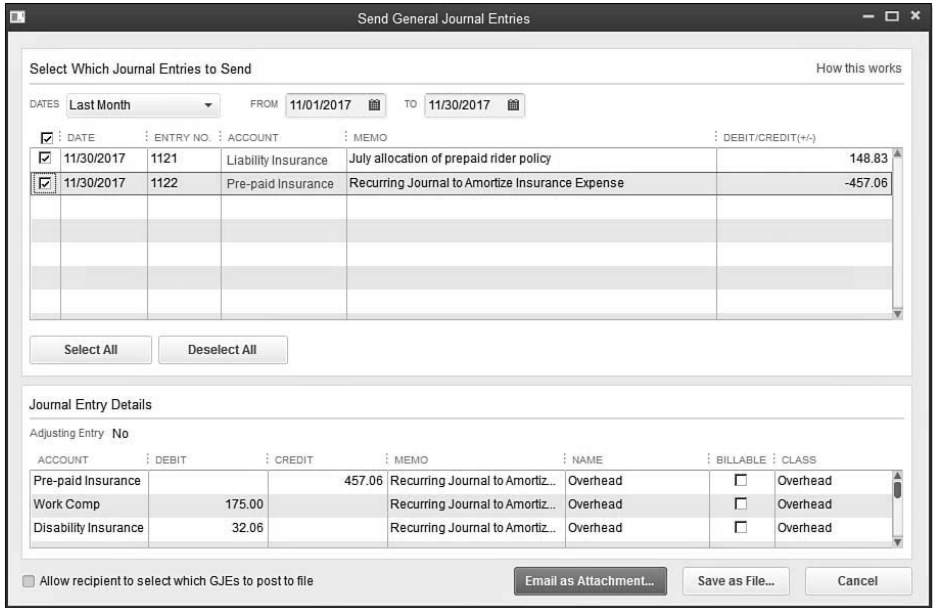 Send General Journal Entries
Select Which Journal Entries to Send How this works
DATES Last Month FROM 11/01/2017 TO 11/30/2017
DATE ENTRY NO. ACCOUNT MEMO DEBIT/CREDIT(+/-)
11/30/2017 1121 Liability Insurance July allocation of prepaid rider policy 148.83
11/30/2017 1122 Pre-paid Insurance Recurring Journal to Amortize Insurance Expense -457.06
Select All Deselect All
Journal Entry Details
Adjusting Entry No
ACCOUNT DEBIT CREDIT MEMO NAME BILLABLE CLASS
Pre-paid Insurance 457.06 Recurring Journal to Amortiz... Overhead Overhead
Work Comp 175.00 Recurring Journal to Amortiz... Overhead Overhead
Disability Insurance 32.06 Recurring Journal to Amortiz... Overhead Overhead
Allow recipient to select which GJEs to post to file Email as Attachment... Save as File... Cancel